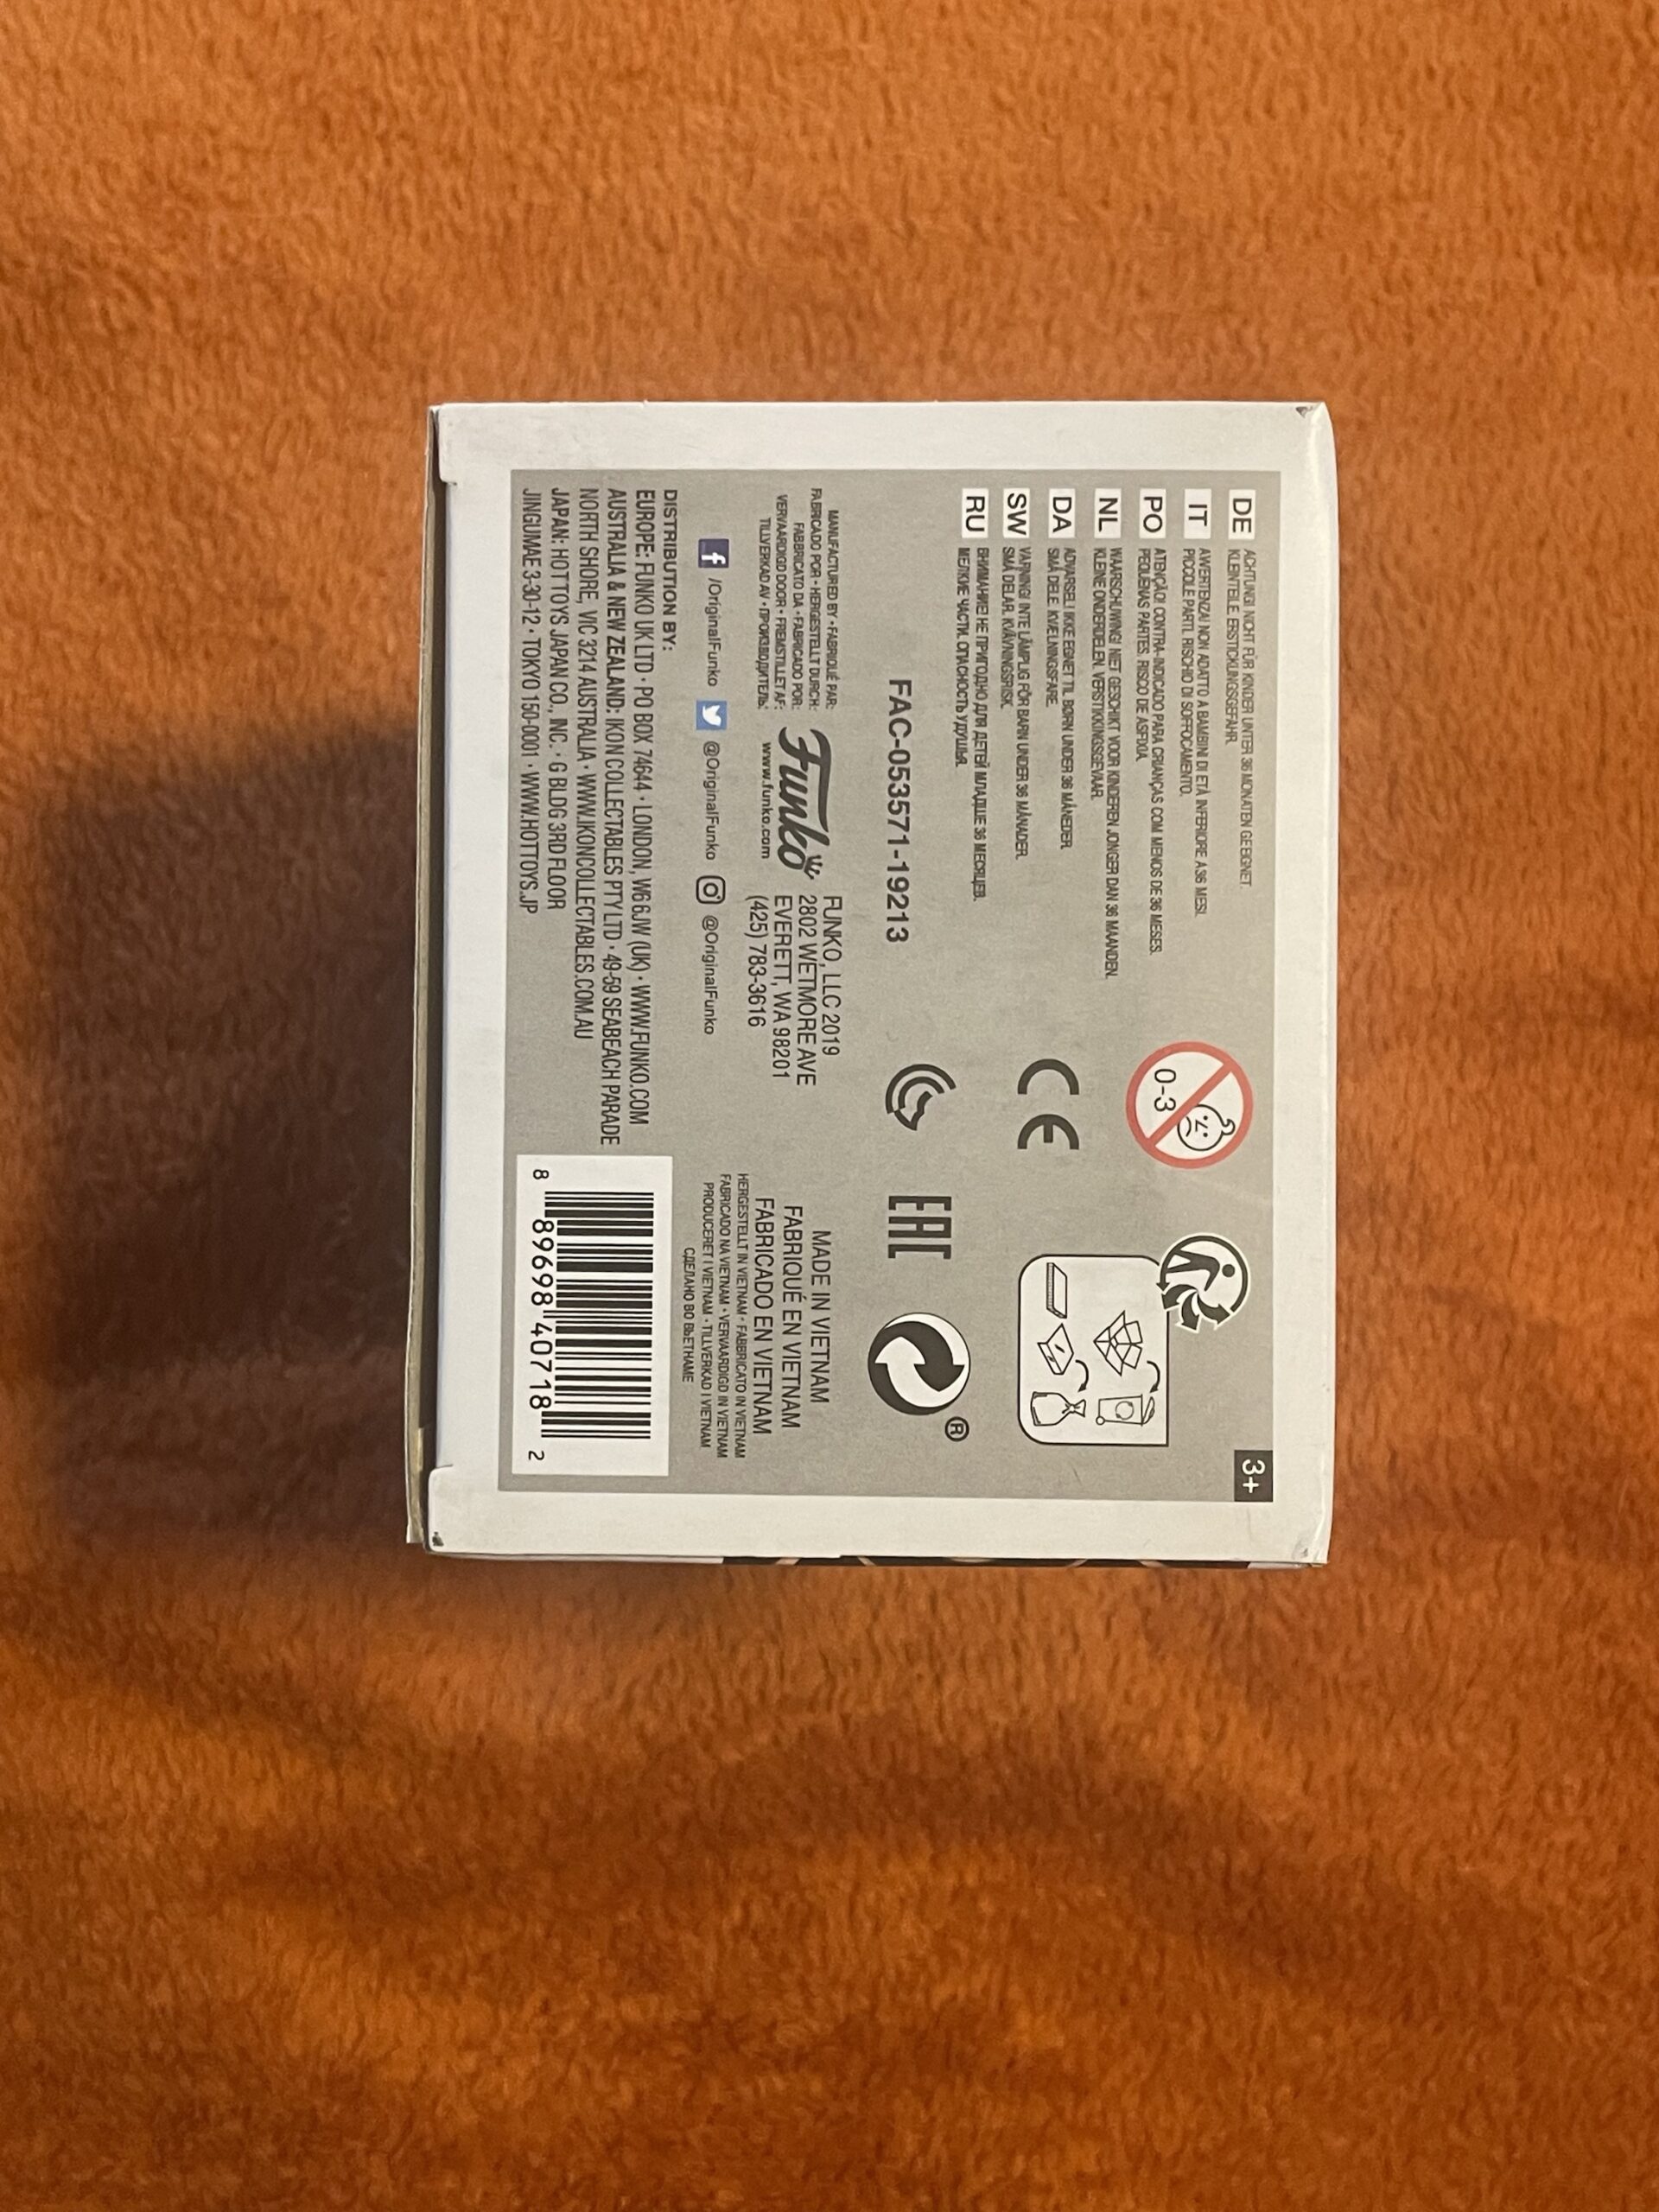 3+
DE ACHTUNG! NICHT FÜR KINDER UNTER 36 MONATEN GEEIGNET.
KLEINTEILE. ERSTICKUNGSGEFAHR.
IT AVVERTENZA! NON ADATTO A BAMBINI DI ETÀ INFERIORE A 36 MESI.
PICCOLE PARTI. RISCHIO DI SOFFOCAMENTO.
PO ATENÇÃO! CONTRA-INDICADO PARA CRIANÇAS COM MENOS DE 36 MESES.
PEQUENAS PARTES. RISCO DE ASFIXIA.
NL WAARSCHUWING! NIET GESCHIKT VOOR KINDEREN JONGER DAN 36 MAANDEN.
KLEINE ONDERDELEN. VERSTIKKINGSGEVAAR.
DA ADVARSEL! IKKE EGNET TIL BØRN UNDER 36 MÅNEDER.
SMÅ DELE. KVÆLNINGSFARE.
SW VARNING! INTE LÄMPLIG FÖR BARN UNDER 36 MÅNADER.
SMÅ DELAR. KVÄVNINGSRISK.
RU ВНИМАНИЕ! НЕ ПРИГОДНО ДЛЯ ДЕТЕЙ МЛАДШЕ 36 МЕСЯЦЕВ.
МЕЛКИЕ ЧАСТИ. ОПАСНОСТЬ УДУШЬЯ.
0-3
CE
FAC-053571-19213
EAC
®
MANUFACTURED BY • FABRIQUÉ PAR:
FABRICADO POR • HERGESTELLT DURCH:
FABBRICATO DA • FABRICADO POR:
VERVAARDIGD DOOR • FREMSTILLET AF:
TILLVERKAD AV • ПРОИЗВОДИТЕЛЬ:
Funko
www.funko.com
FUNKO, LLC 2019
2802 WETMORE AVE
EVERETT, WA 98201
(425) 783-3616
MADE IN VIETNAM
FABRIQUÉ EN VIETNAM
FABRICADO EN VIETNAM
HERGESTELLT IN VIETNAM • FABBRICATO IN VIETNAM
FABRICADO NA VIETNAM • VERVAARDIGD IN VIETNAM
PRODUCERET I VIETNAM • TILLVERKAD I VIETNAM
СДЕЛАНО ВО ВЬЕТНАМЕ
/OriginalFunko @OriginalFunko @OriginalFunko
DISTRIBUTION BY:
EUROPE: FUNKO UK LTD • PO BOX 74644 • LONDON, W6 6JW (UK) • WWW.FUNKO.COM
AUSTRALIA & NEW ZEALAND: IKON COLLECTABLES PTY LTD • 49-59 SEABEACH PARADE
NORTH SHORE, VIC 3214 AUSTRALIA • WWW.IKONCOLLECTABLES.COM.AU
JAPAN: HOT TOYS JAPAN CO., INC. • G BLDG 3RD FLOOR
JINGUMAE 3-30-12 • TOKYO 150-0001 • WWW.HOTTOYS.JP
8 89698 40718 2